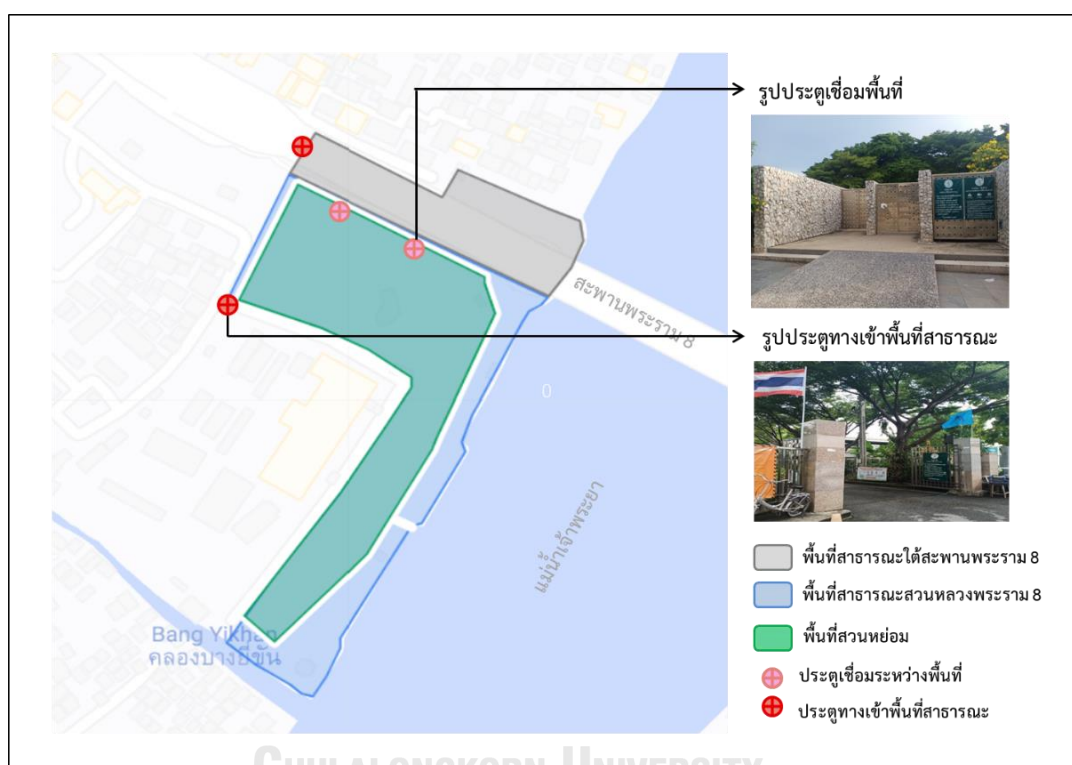 รูปประตูเชื่อมพื้นที่
สะพานพระราม 8
รูปประตูทางเข้าพื้นที่สาธารณะ
0
แม่น้ำเจ้าพระยา
พื้นที่สาธารณะใต้สะพานพระราม 8
พื้นที่สาธารณะสวนหลวงพระราม 8
พื้นที่สวนหย่อม
Bang Yikhan
คลองบางยี่ขัน
ประตูเชื่อมระหว่างพื้นที่
ประตูทางเข้าพื้นที่สาธารณะ
CHULALONGKORN UNIVERSITY